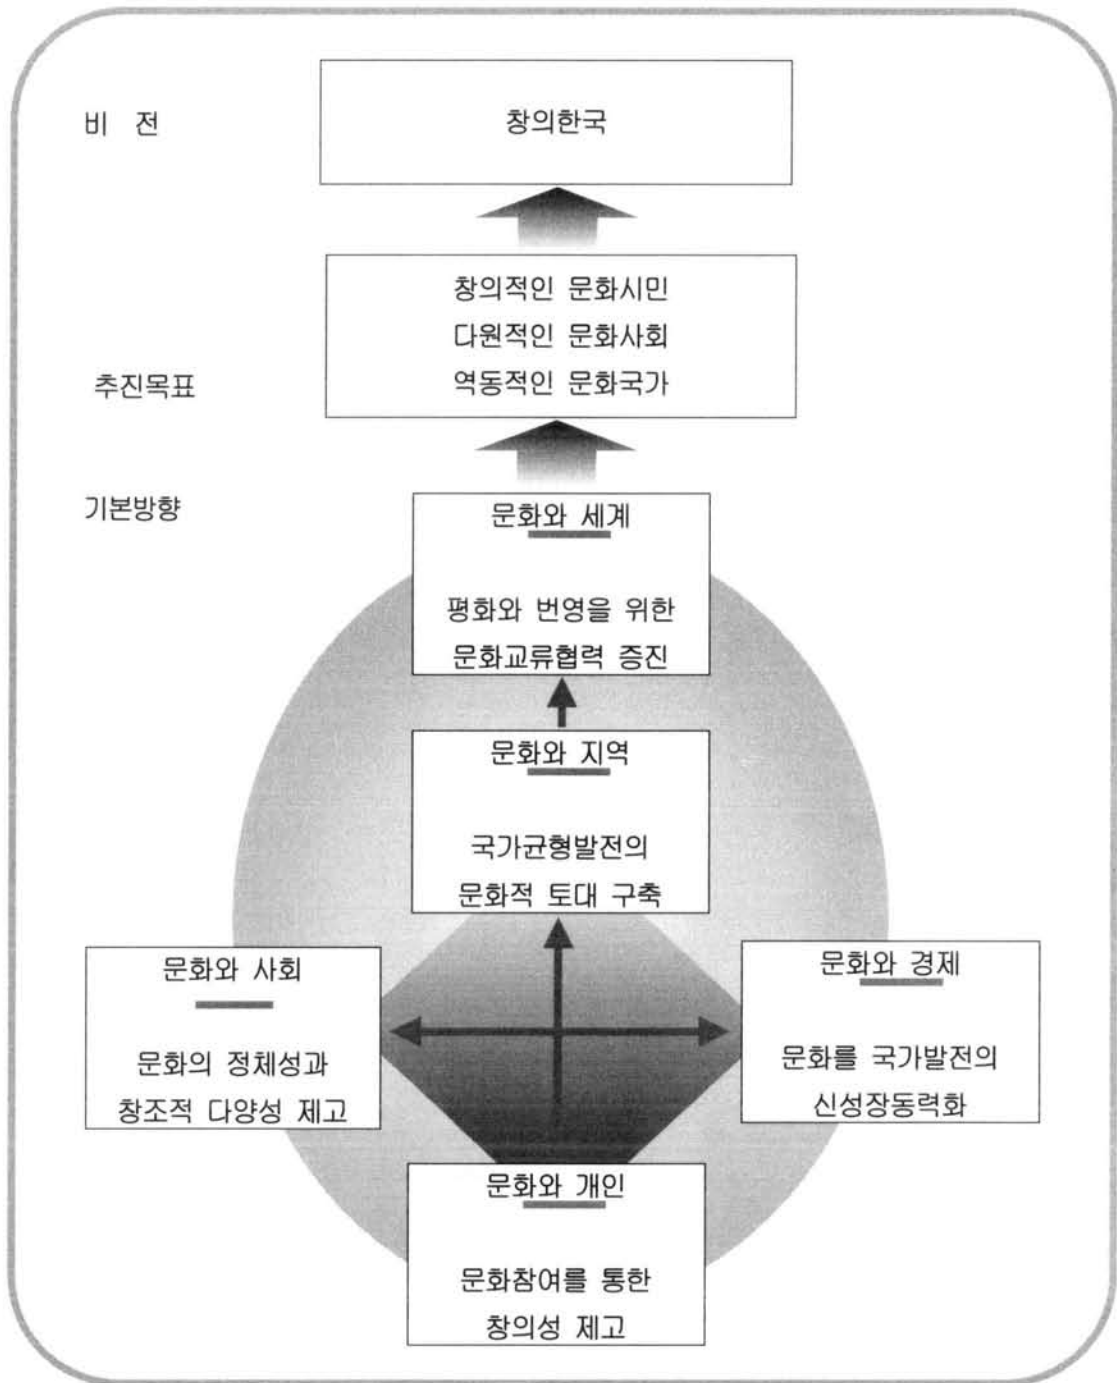 비 전
창의한국
창의적인 문화시민
다원적인 문화사회
역동적인 문화국가
추진목표
기본방향
문화와 세계
평화와 번영을 위한
문화교류협력 증진
문화와 지역
국가균형발전의
문화적 토대 구축
문화와 사회
문화의 정체성과
창조적 다양성 제고
문화와 경제
문화를 국가발전의
신성장동력화
문화와 개인
문화참여를 통한
창의성 제고